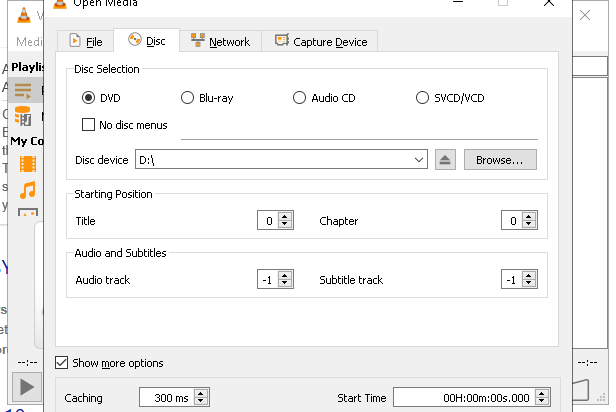 Open Media
Medi
Playlis
My Co
File
Disc
Network
Capture Device
Disc Selection
DVD
Blu-ray
Audio CD
SVCD/VCD
No disc menus
Disc device
D:\
Browse...
Starting Position
Title
0
Chapter
0
Audio and Subtitles
Audio track
-1
Subtitle track
-1
--:--
Show more options
--:--
Caching
300 ms
Start Time
00H:00m:00s.000